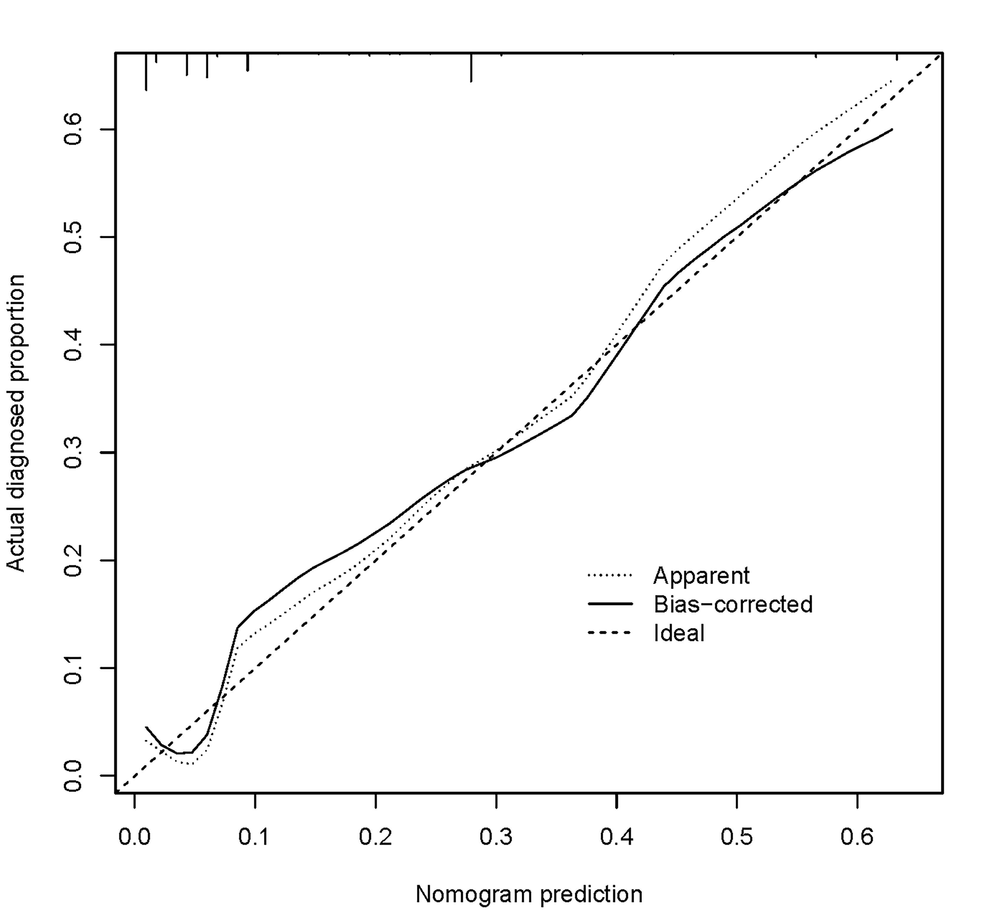 Actual diagnosed proportion
0.6
0.5
0.4
0.3
0.2
0.1
0.0
Apparent
Bias-corrected
Ideal
0.0 0.1 0.2 0.3 0.4 0.5 0.6
Nomogram prediction